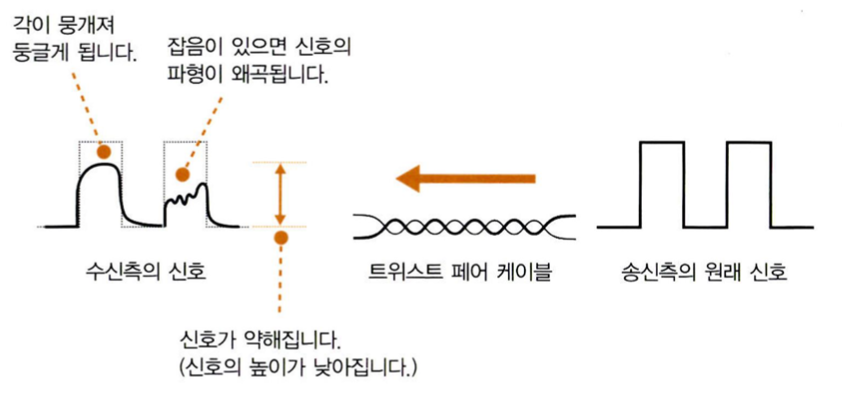 각이 뭉개져
둥글게 됩니다.
잡음이 있으면 신호의
파형이 왜곡됩니다.
수신측의 신호
트위스트 페어 케이블
송신측의 원래 신호
신호가 약해집니다.
(신호의 높이가 낮아집니다.)